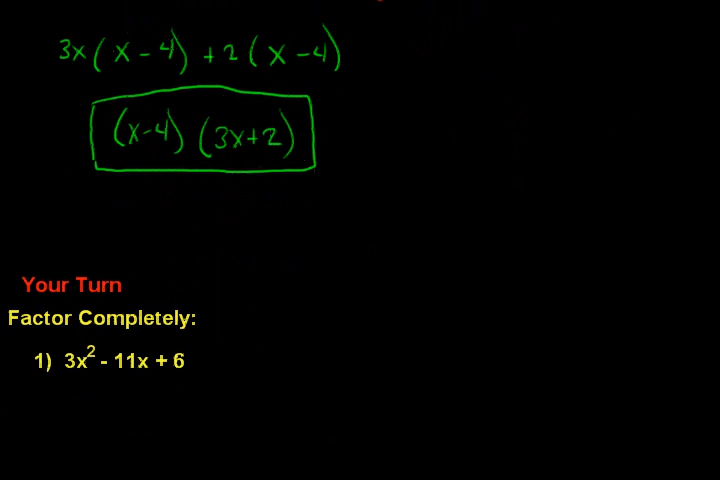 3x(x-4)+2(x-4)
(x-4)(3x+2)
Your Turn
Factor Completely:
1) 3x² - 11x + 6